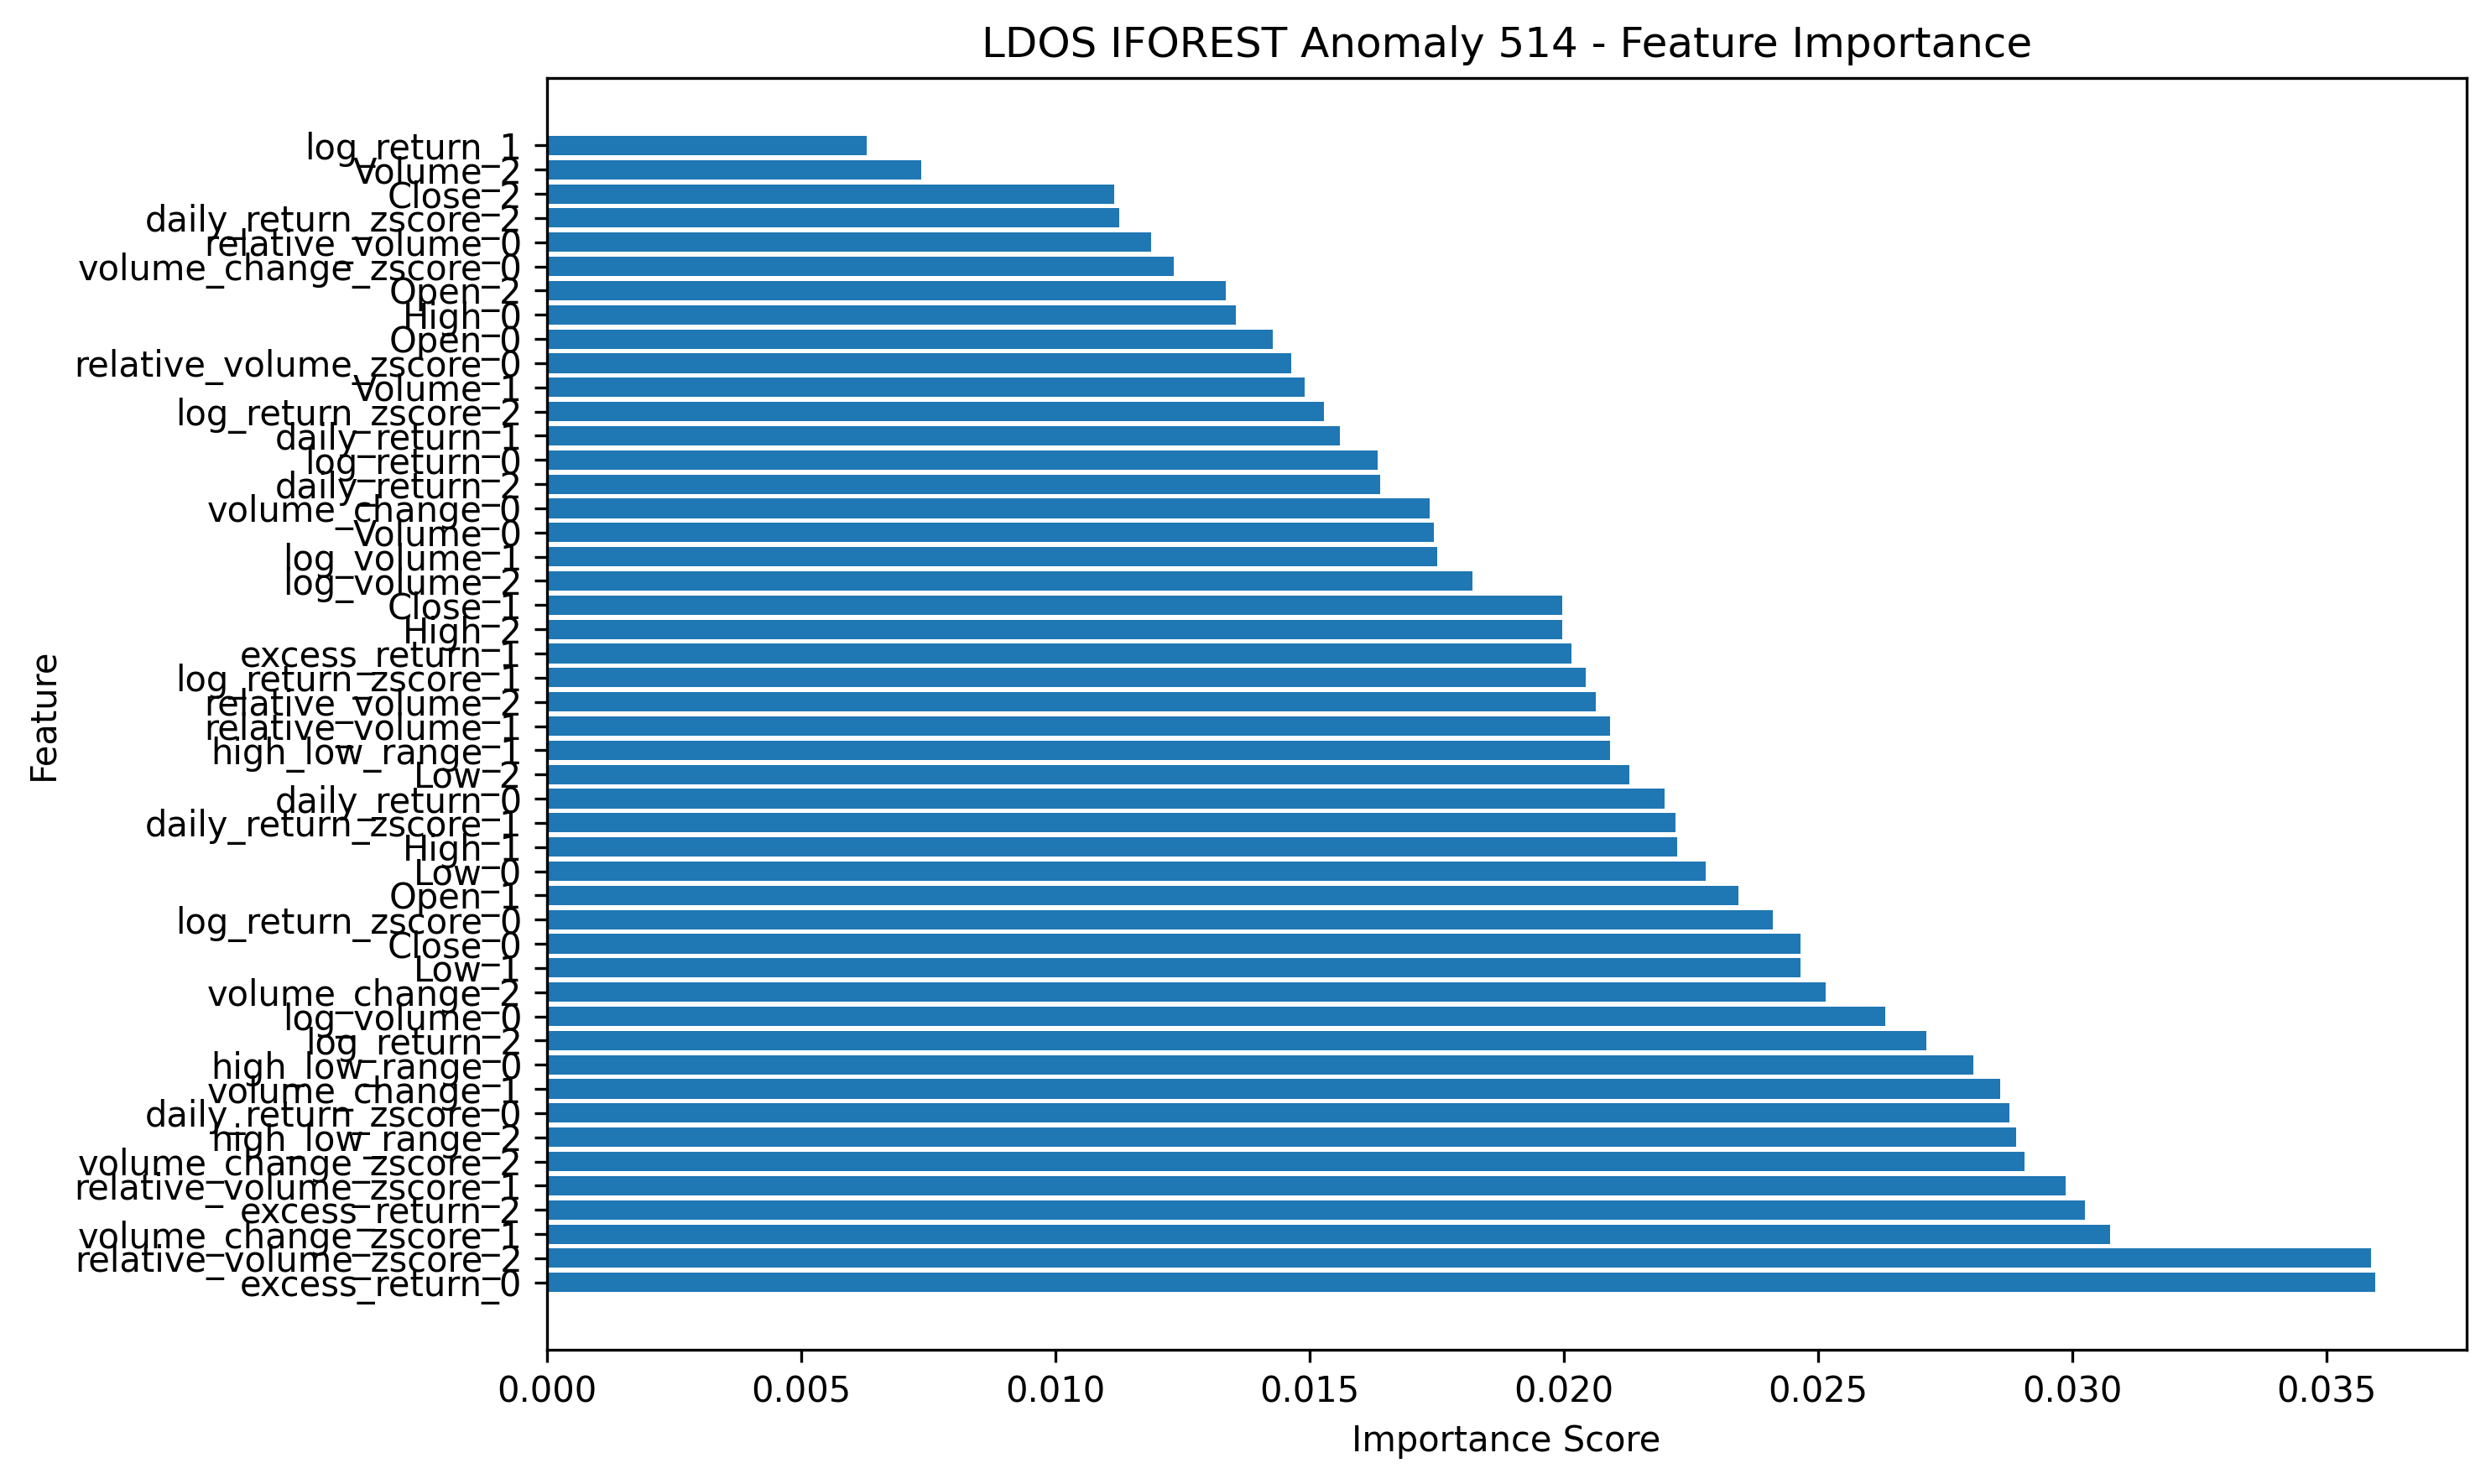 LDOS IFOREST Anomaly 514 - Feature Importance
log_return_1
Volume_2
Close_2
daily_return_zscore_2
relative_volume_0
volume_change_zscore_0
Open_2
High_0
Open_0
relative_volume_zscore_0
Volume_1
log_return_zscore_2
daily_return_1
log_return_0
daily_return_2
volume_change_0
Volume_0
log_volume_1
log_volume_2
Close_1
High_2
excess_return_1
log_return_zscore_1
relative_volume_2
relative_volume_1
high_low_range_1
Low_2
daily_return_0
daily_return_zscore_1
High_1
Low_0
Open_1
log_return_zscore_0
Close_0
Low_1
volume_change_2
log_volume_0
log_return_2
high_low_range_0
volume_change_1
daily_return_zscore_0
high_low_range_2
volume_change_zscore_2
relative_volume_zscore_1
excess_return_2
volume_change_zscore_1
relative_volume_zscore_2
excess_return_0
Feature
0.000 0.005 0.010 0.015 0.020 0.025 0.030 0.035
Importance Score